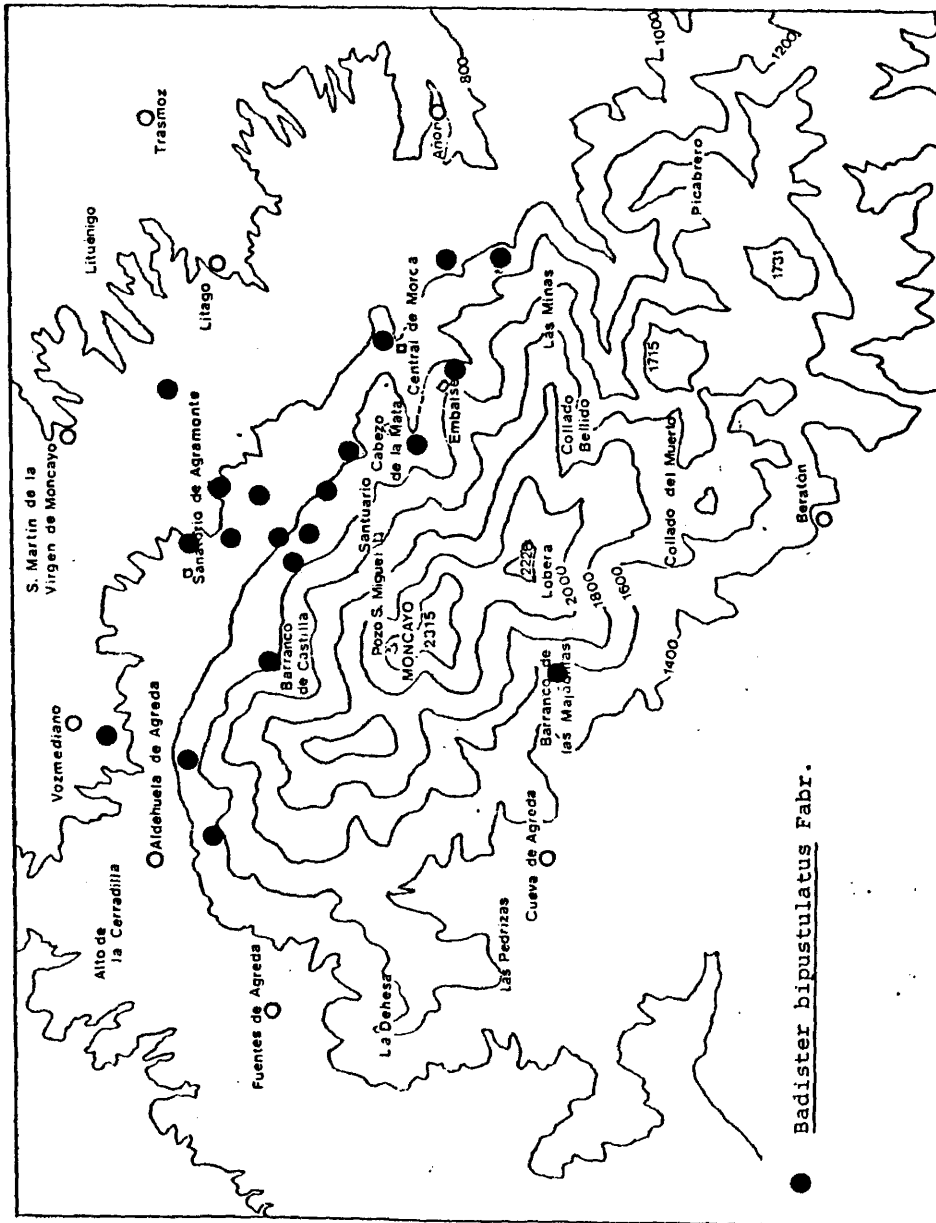 S. Martín de la
Virgen de Moncayo
Lituénigo
Trasmoz
Litago
Vozmediano
Alto de
la Cerradilla
Aldehuela de Agreda
Sanatorio de Agramonte
Añon
800
Fuentes de Agreda
Barranco
de Castilla
Santuario
Cabezo
de la Mata
Central de Morca
Embalse
1000
1200
Pozo S. Miguel
MONCAYO
2315
Las Minas
Picabrero
La Dehesa
Las Pedrizas
Cueva de Agreda
Barranco de
las Majadillas
Lobera
2226
Collado
Bellido
1715
1731
2000
1800
1600
1400
Collado del Muerto
Beratón
Badister bipustulatus Fabr.